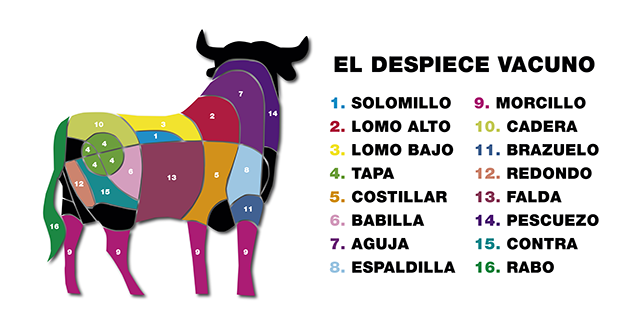 EL DESPIECE VACUNO
1. SOLOMILLO
2. LOMO ALTO
3. LOMO BAJO
4. TAPA
5. COSTILLAR
6. BABILLA
7. AGUJA
8. ESPALDILLA
9. MORCILLO
10. CADERA
11. BRAZUELO
12. REDONDO
13. FALDA
14. PESCUEZO
15. CONTRA
16. RABO
7
14
10
3
2
1
4
4 4
4
6
13
5
8
12
15
11
16
9
9
9
9